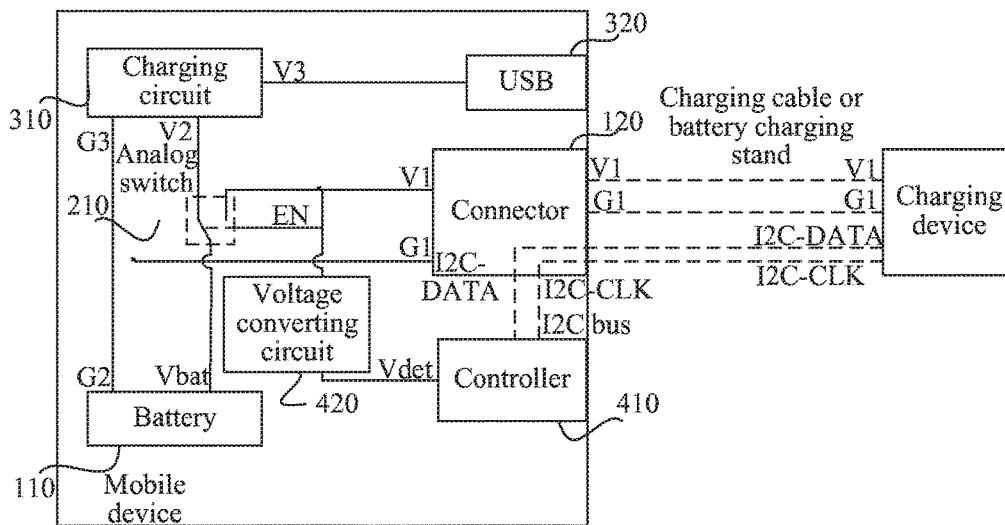 320
Charging
circuit
V3
USB
310
120
Charging cable or
battery charging
stand
G3
V2
Analog
switch
V1
V1
V1
210
EN
Connector
G1
G1
Charging
device
G1
I2C-
DATA
I2C-DATA
I2C-CLK
I2C-CLK
I2C bus
Voltage
converting
circuit
G2
Vbat
Vdet
Controller
Battery
420
410
110
Mobile
device